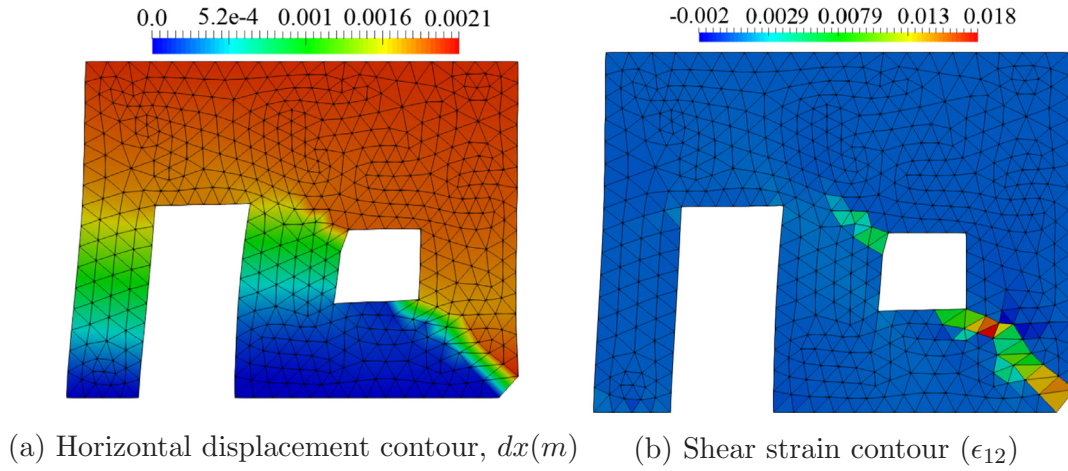 0.0 5.2e-4 0.001 0.0016 0.0021
-0.002 0.0029 0.0079 0.013 0.018
(a) Horizontal displacement contour, dx(m)
(b) Shear strain contour (ϵ12)